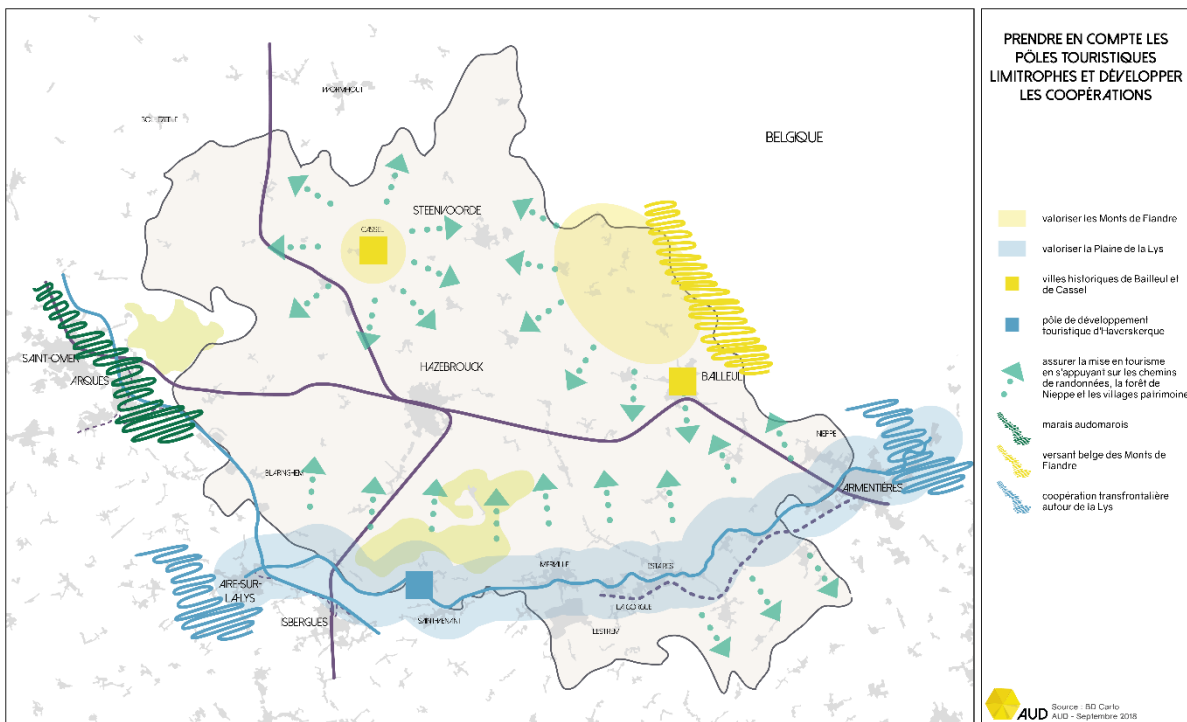 PRENDRE EN COMPTE LES
PÔLES TOURISTIQUES
LIMITROPHES ET DÉVELOPPER
LES COOPÉRATIONS
WORMHOUT
BELGIQUE
STEENVOORDE
CASSEL
SAINT-OMER
ARQUES
HAZEBROUCK
BAILLEUL
NIEPPE
BLARINGHEM
ARMENTIÈRES
MERVILLE
ESTAIRES
AIRE-SUR-
LA-LYS
LA GORGUE
ISBERGUES
SAINT-VENANT
LESTREM
valoriser les Monts de Flandre
valoriser la Plaine de la Lys
villes historiques de Bailleul et
de Cassel
pôle de développement
touristique d'Haverskerque
assurer la mise en tourisme
en s'appuyant sur les chemins
de randonnées, la forêt de
Nieppe et les villages patrimoine
marais audomarois
versant belge des Monts de
Flandre
coopération transfrontalière
autour de la Lys
AUD
Source : BD Carto
AUD - Septembre 2018